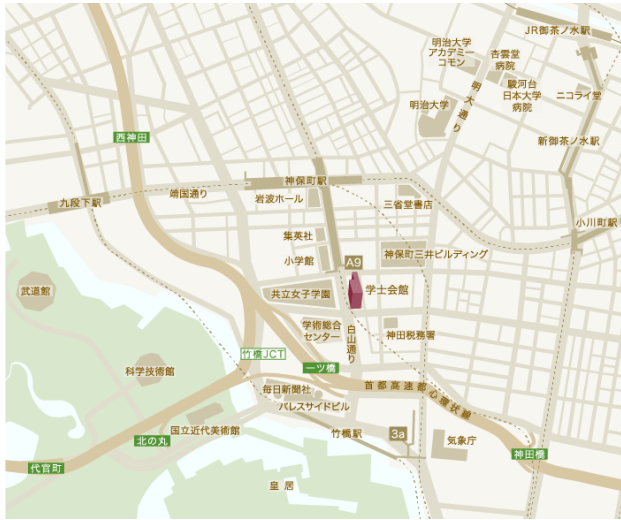 JR御茶ノ水駅
明治大学
アカデミー
コモン
杏雲堂
病院
駿河台
日本大学
病院
ニコライ堂
明治大学
明大通り
新御茶ノ水駅
西神田
神保町駅
靖国通り
岩波ホール
三省堂書店
九段下駅
小川町駅
集英社
小学館
神保町三井ビルディング
A9
学士会館
共立女子学園
武道館
学術総合
センター
白山通り
神田税務署
竹橋JCT
一ツ橋
科学技術館
首都高速都心環状線
毎日新聞社
パレスサイドビル
国立近代美術館
竹橋駅
3a
気象庁
北の丸
神田橋
代官町
皇居